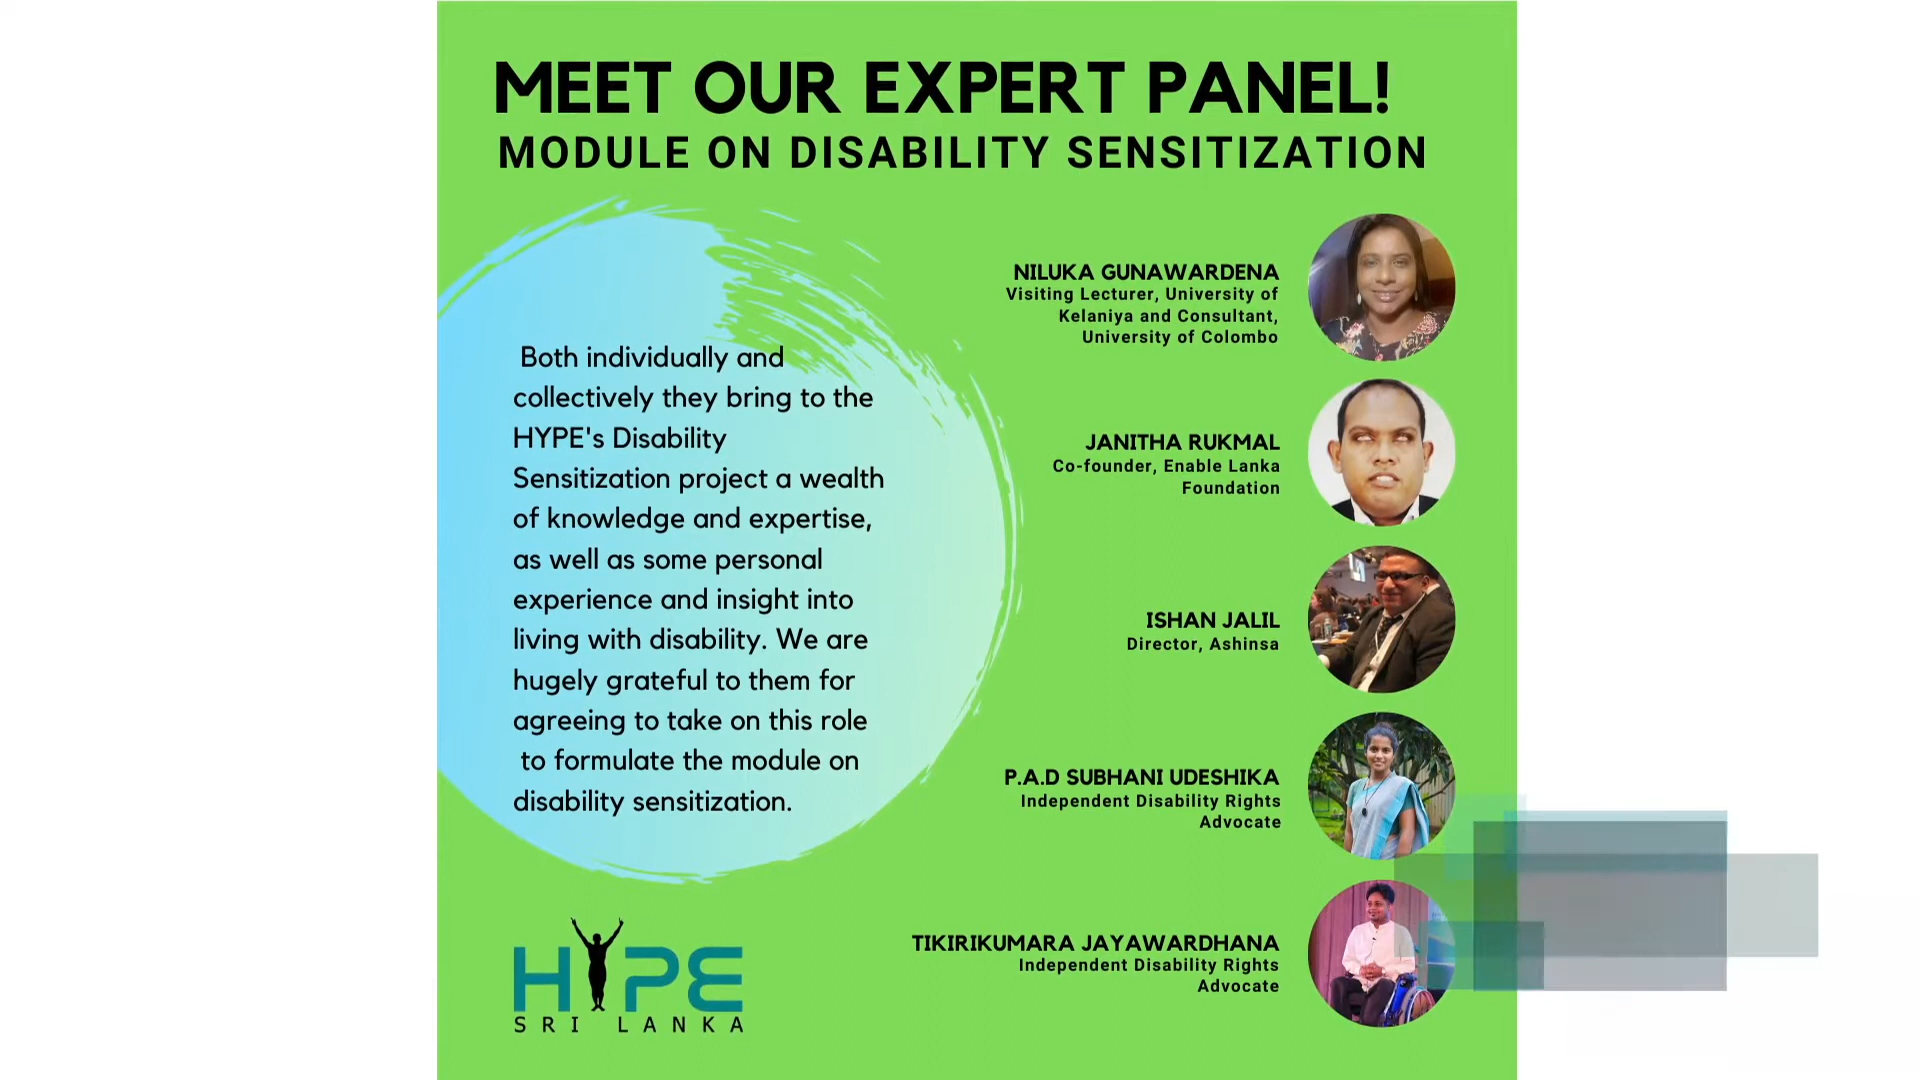 MEET OUR EXPERT PANEL!
MODULE ON DISABILITY SENSITIZATION
Both individually and
collectively they bring to the
HYPE's Disability
Sensitization project a wealth
of knowledge and expertise,
as well as some personal
experience and insight into
living with disability. We are
hugely grateful to them for
agreeing to take on this role
to formulate the module on
disability sensitization.
NILUKA GUNAWARDENA
Visiting Lecturer, University of
Kelaniya and Consultant,
University of Colombo
JANITHA RUKMAL
Co-founder, Enable Lanka
Foundation
ISHAN JALIL
Director, Ashinsa
P.A.D SUBHANI UDESHIKA
Independent Disability Rights
Advocate
TIKIRIKUMARA JAYAWARDHANA
Independent Disability Rights
Advocate
HYPE
SRI LANKA